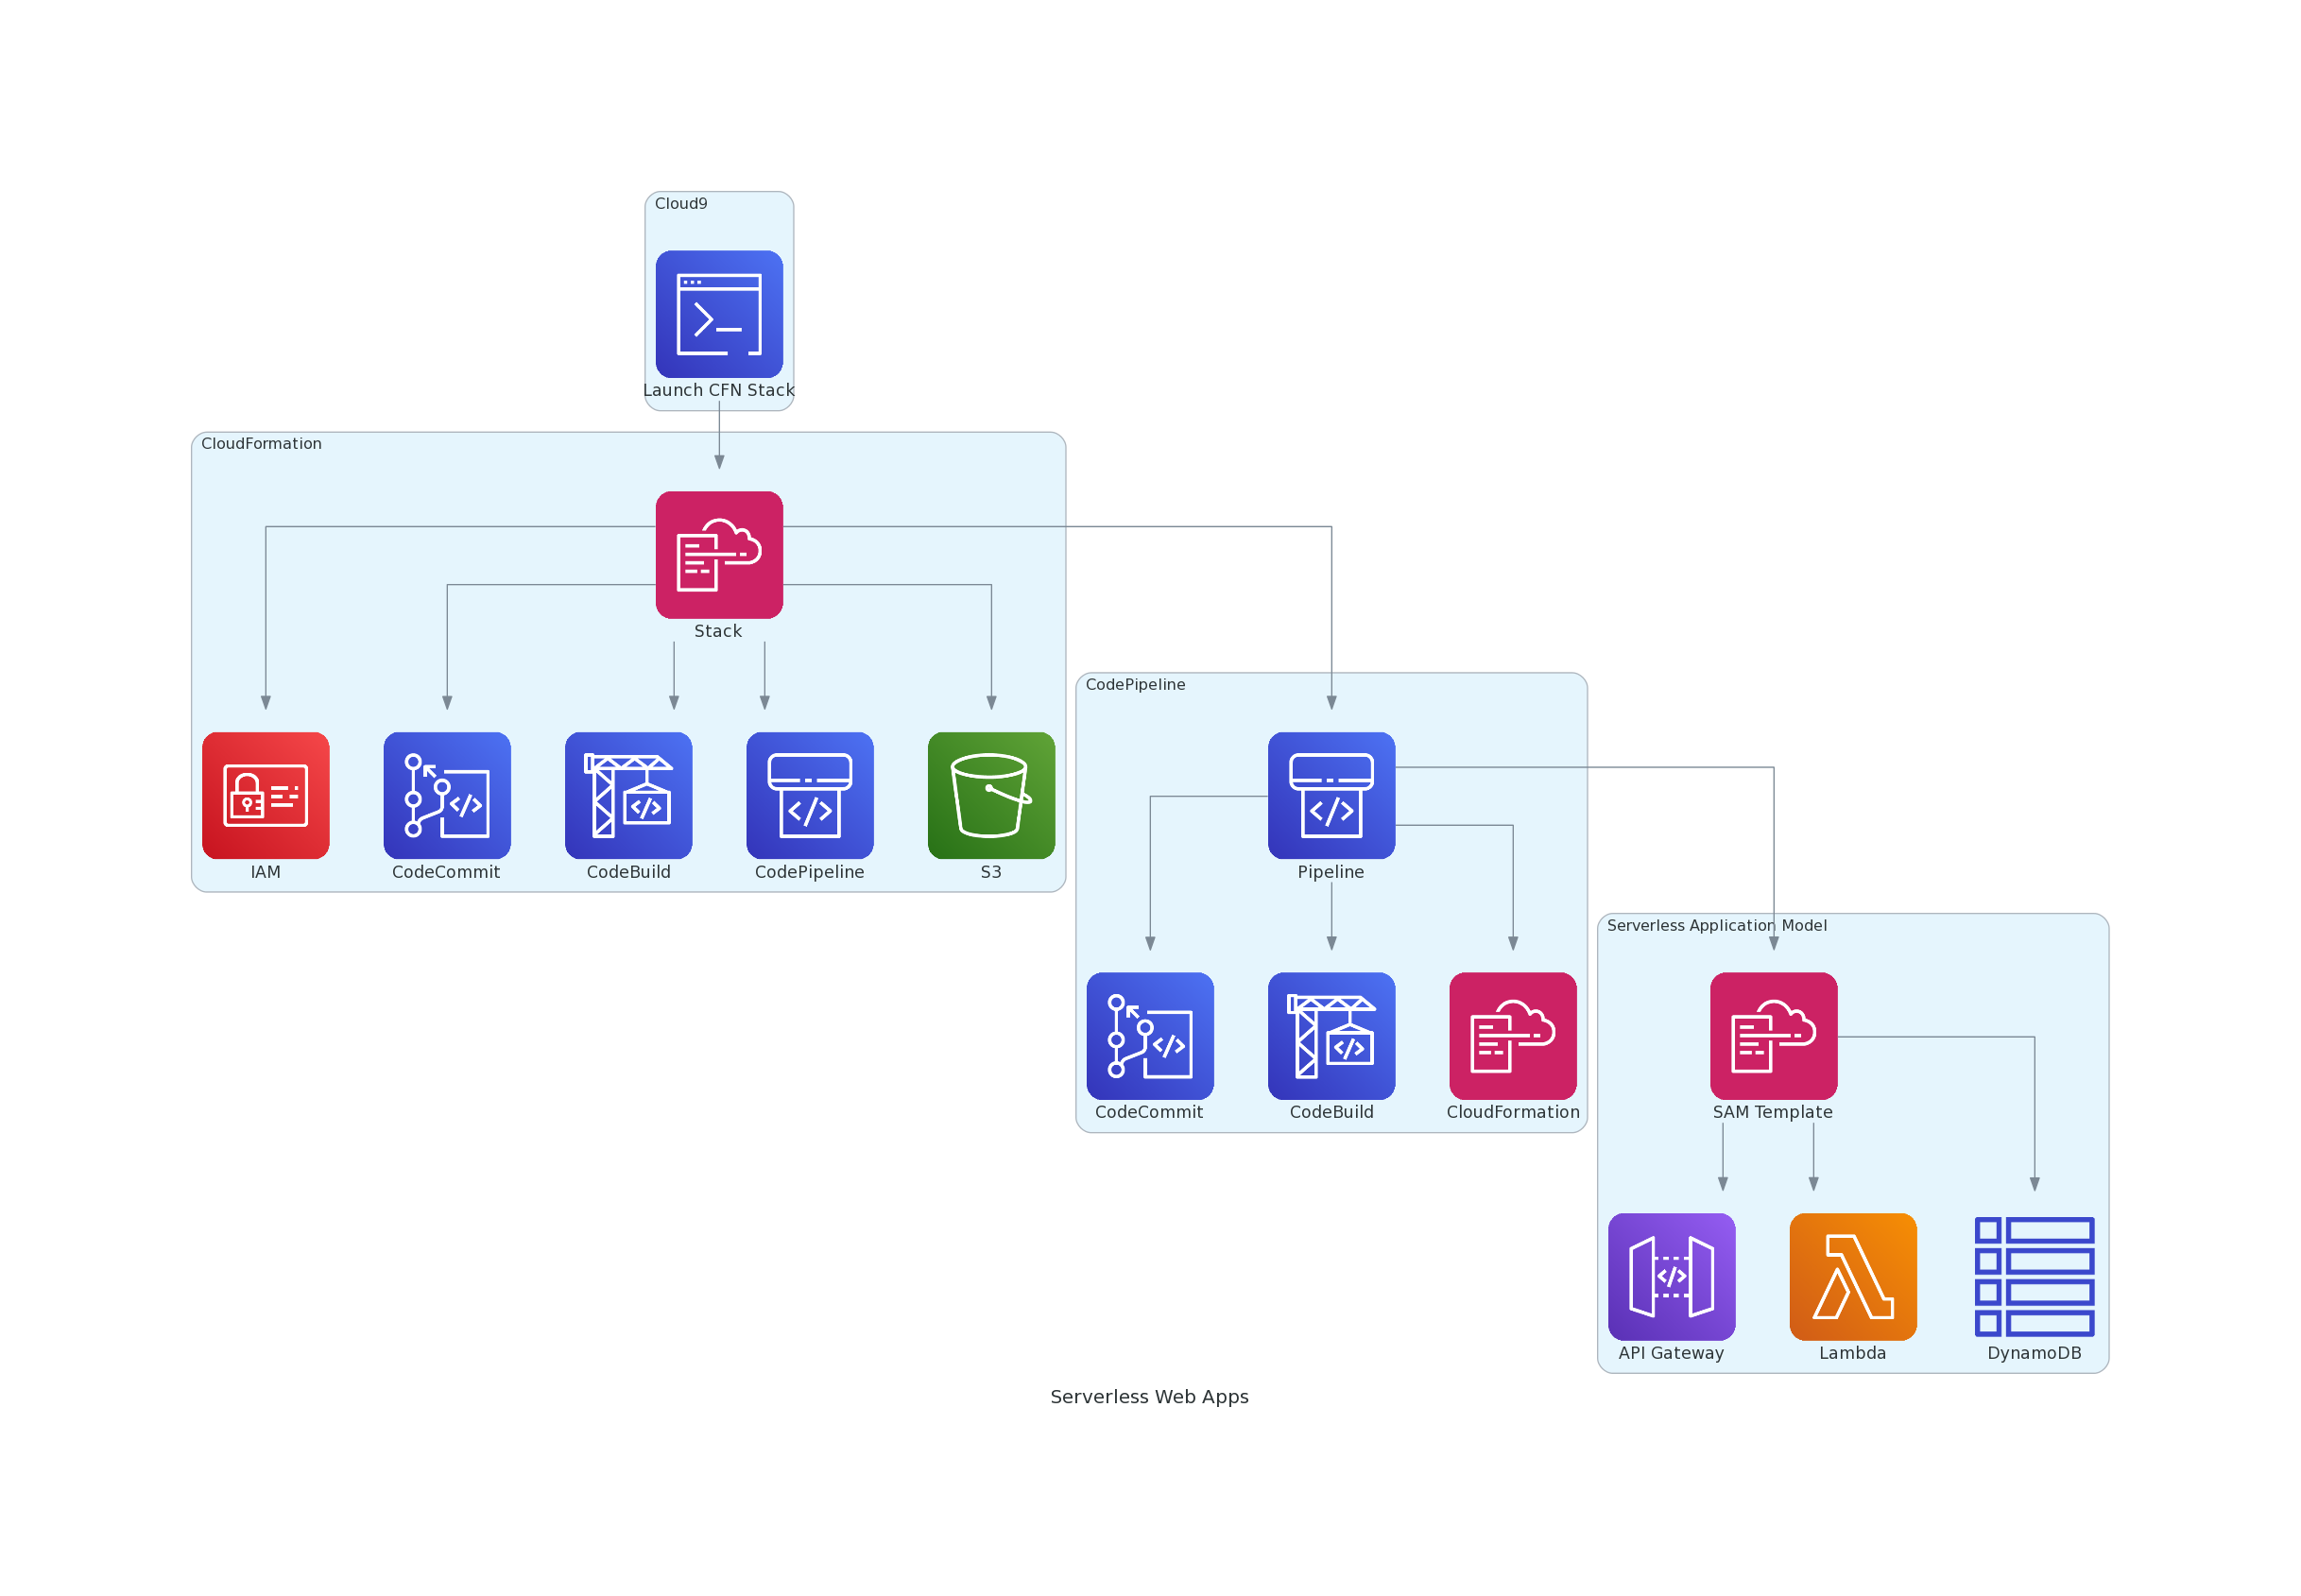 Cloud9
Launch CFN Stack
CloudFormation
Stack
IAM
CodeCommit
CodeBuild
CodePipeline
S3
CodePipeline
Pipeline
CodeCommit
CodeBuild
CloudFormation
Serverless Application Model
SAM Template
API Gateway
Lambda
DynamoDB
Serverless Web Apps